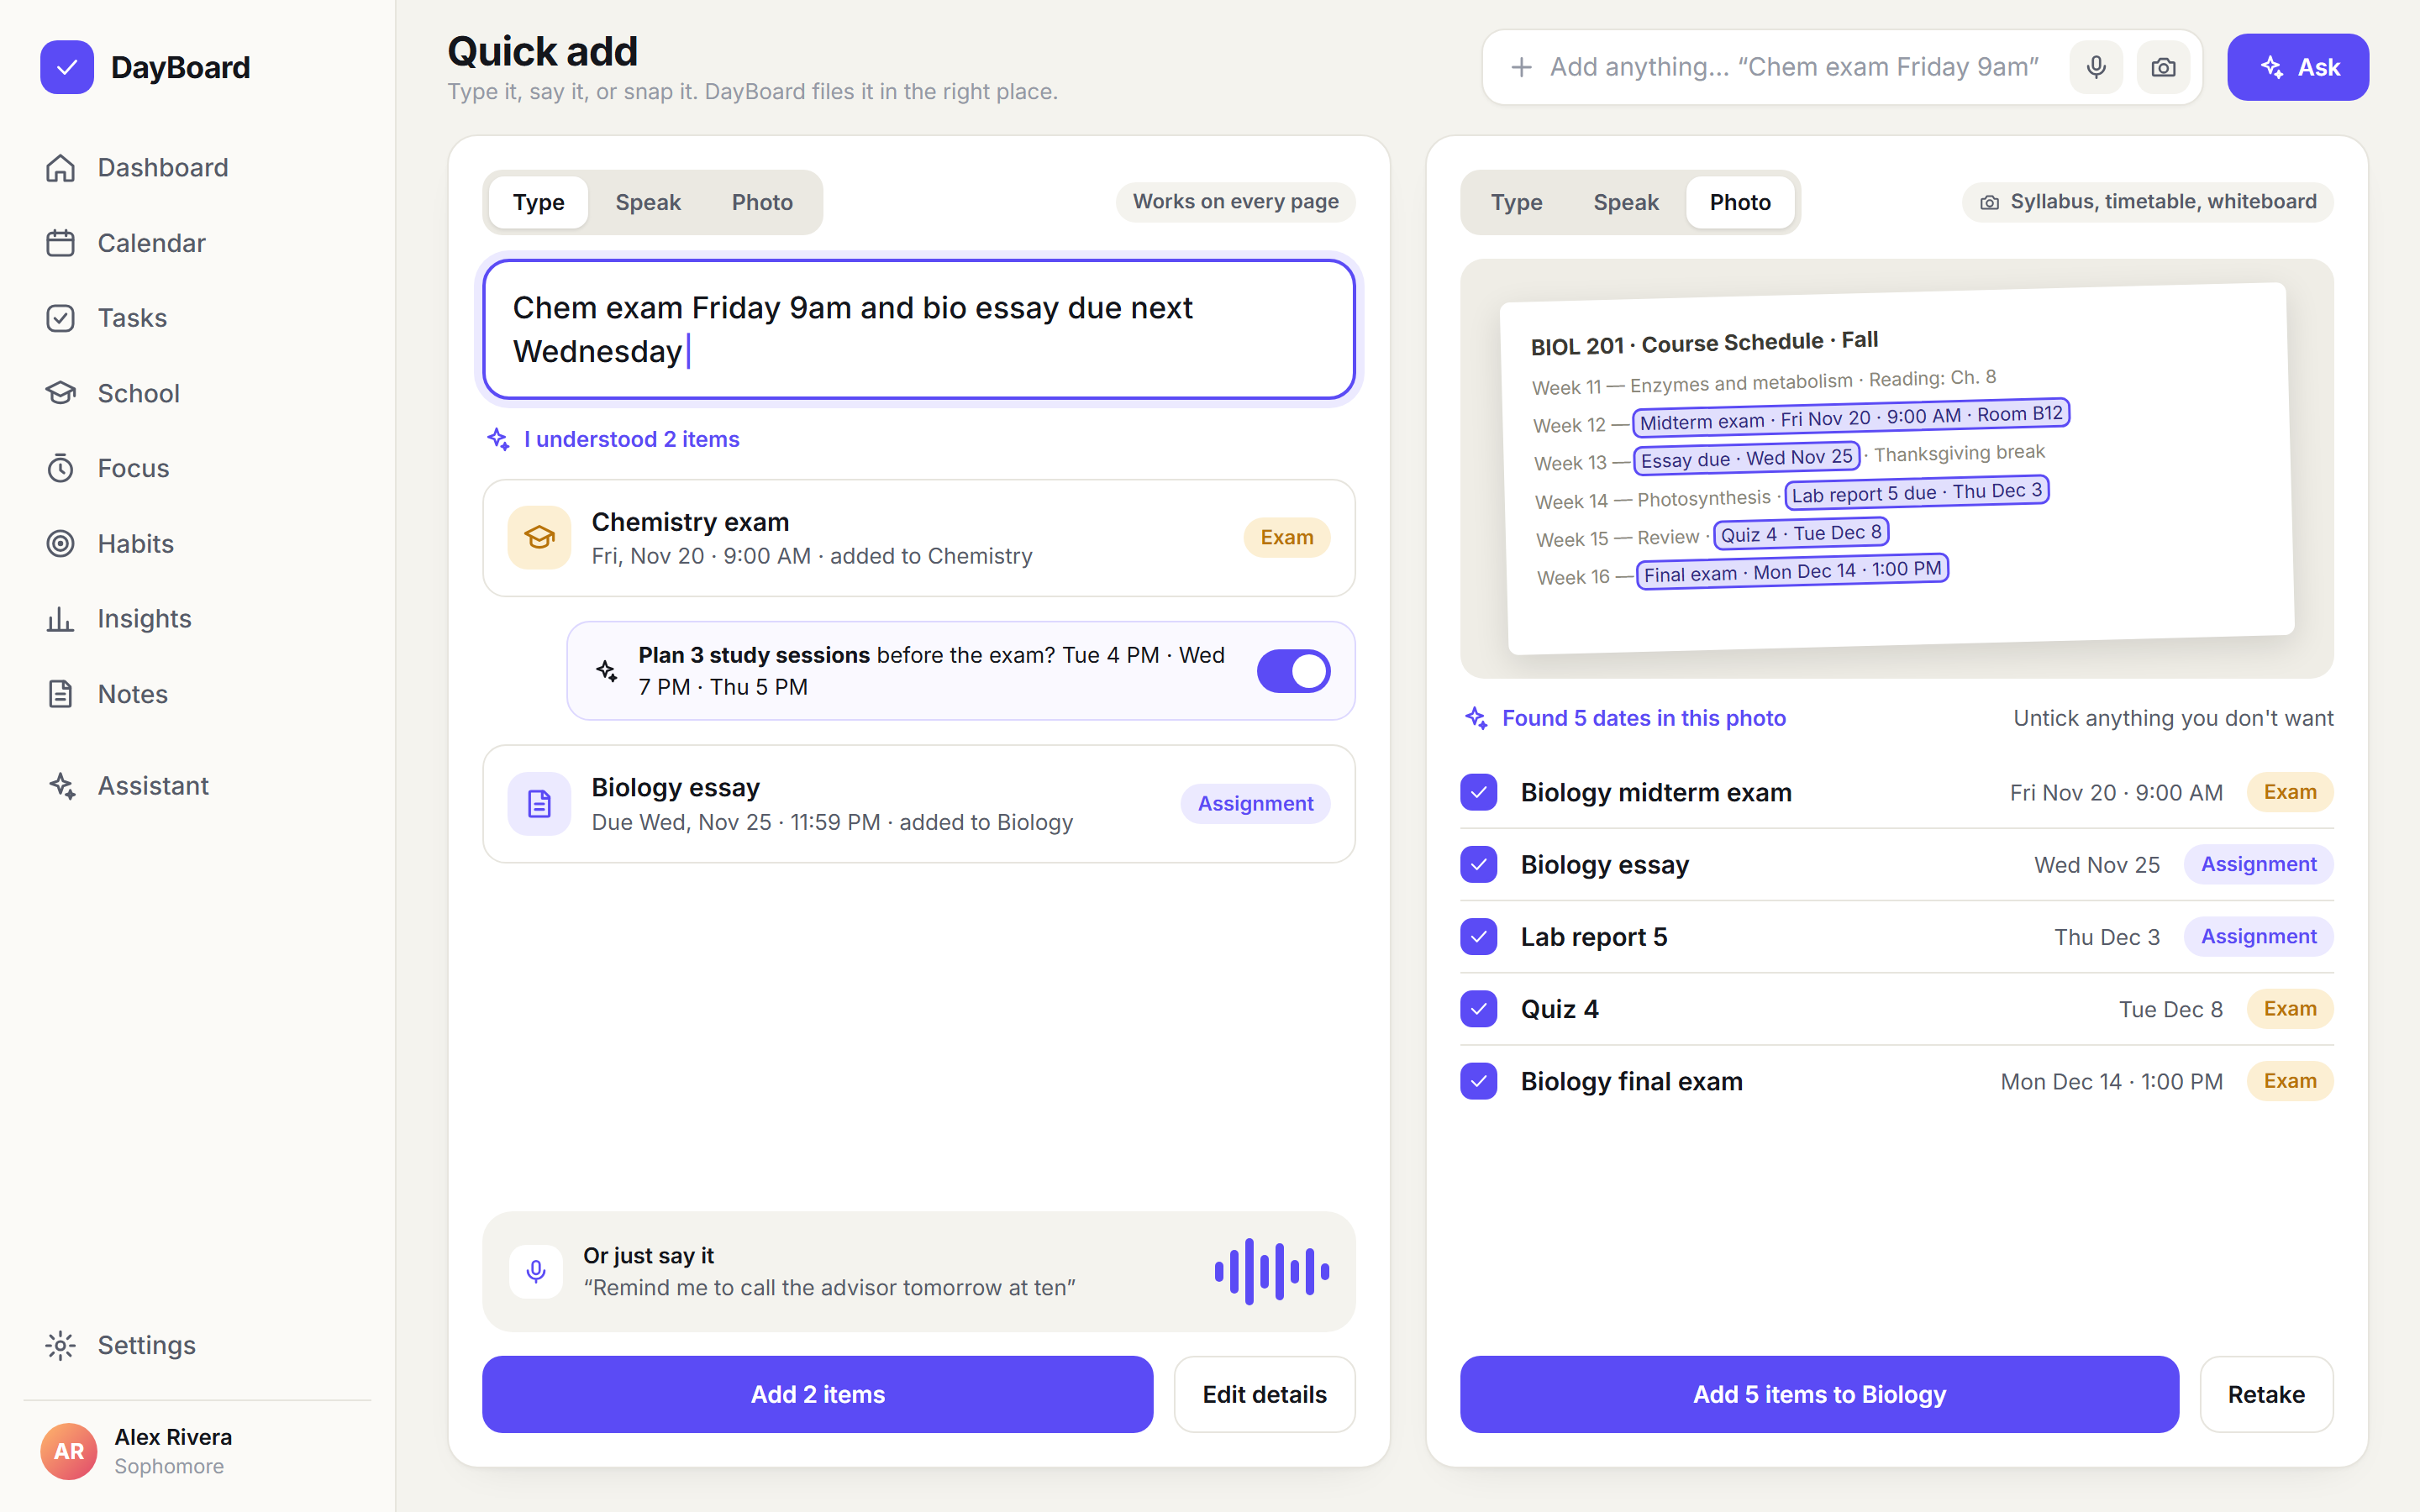 DayBoard
Dashboard
Calendar
Tasks
School
Focus
Habits
Insights
Notes
Assistant
Settings
AR
Alex Rivera
Sophomore
Quick add
Type it, say it, or snap it. DayBoard files it in the right place.
Add anything... “Chem exam Friday 9am”
Ask
Type Speak Photo
Works on every page
Chem exam Friday 9am and bio essay due next
Wednesday
I understood 2 items
Chemistry exam
Fri, Nov 20 · 9:00 AM · added to Chemistry
Exam
Plan 3 study sessions before the exam? Tue 4 PM · Wed
7 PM · Thu 5 PM
Biology essay
Due Wed, Nov 25 · 11:59 PM · added to Biology
Assignment
Or just say it
“Remind me to call the advisor tomorrow at ten”
Add 2 items
Edit details
Type Speak Photo
Syllabus, timetable, whiteboard
BIOL 201 · Course Schedule · Fall
Week 11 — Enzymes and metabolism · Reading: Ch. 8
Week 12 — Midterm exam · Fri Nov 20 · 9:00 AM · Room B12
Week 13 — Essay due · Wed Nov 25 · Thanksgiving break
Week 14 — Photosynthesis · Lab report 5 due · Thu Dec 3
Week 15 — Review · Quiz 4 · Tue Dec 8
Week 16 — Final exam · Mon Dec 14 · 1:00 PM
Found 5 dates in this photo
Untick anything you don't want
Biology midterm exam Fri Nov 20 · 9:00 AM Exam
Biology essay Wed Nov 25 Assignment
Lab report 5 Thu Dec 3 Assignment
Quiz 4 Tue Dec 8 Exam
Biology final exam Mon Dec 14 · 1:00 PM Exam
Add 5 items to Biology
Retake